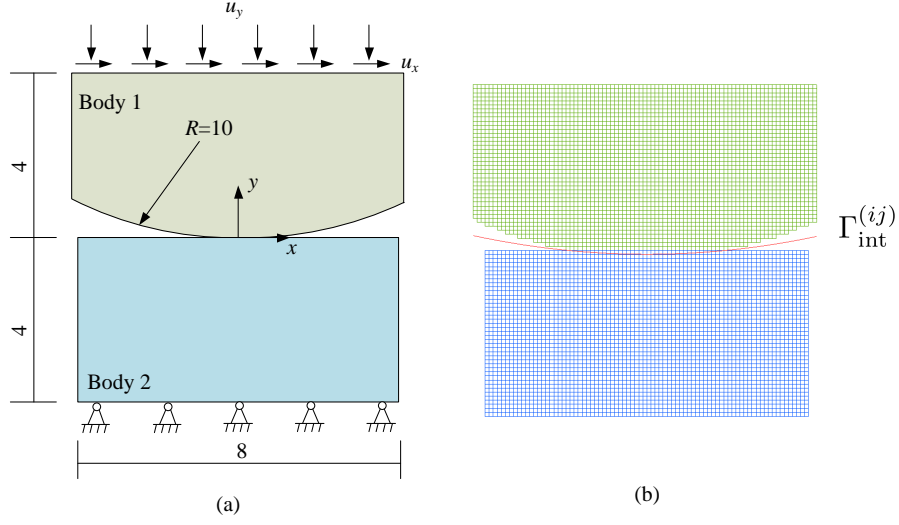 u_y
u_x
Body 1
R=10
4
y
x
Γ_int^(ij)
4
Body 2
8
(a)
(b)